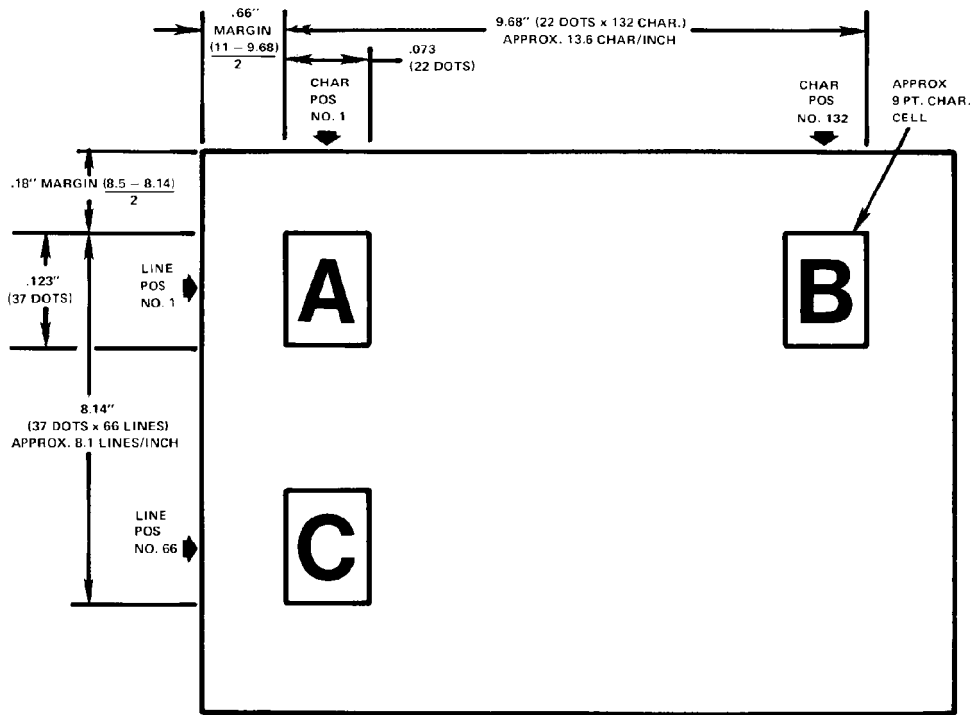 .66"
MARGIN
(11 – 9.68)
2
9.68" (22 DOTS x 132 CHAR.)
APPROX. 13.6 CHAR/INCH
.073
(22 DOTS)
CHAR
POS
NO. 1
CHAR
POS
NO. 132
APPROX
9 PT. CHAR.
CELL
.18" MARGIN (8.5 – 8.14)
2
.123"
(37 DOTS)
LINE
POS
NO. 1
A
B
8.14"
(37 DOTS x 66 LINES)
APPROX. 8.1 LINES/INCH
LINE
POS
NO. 66
C